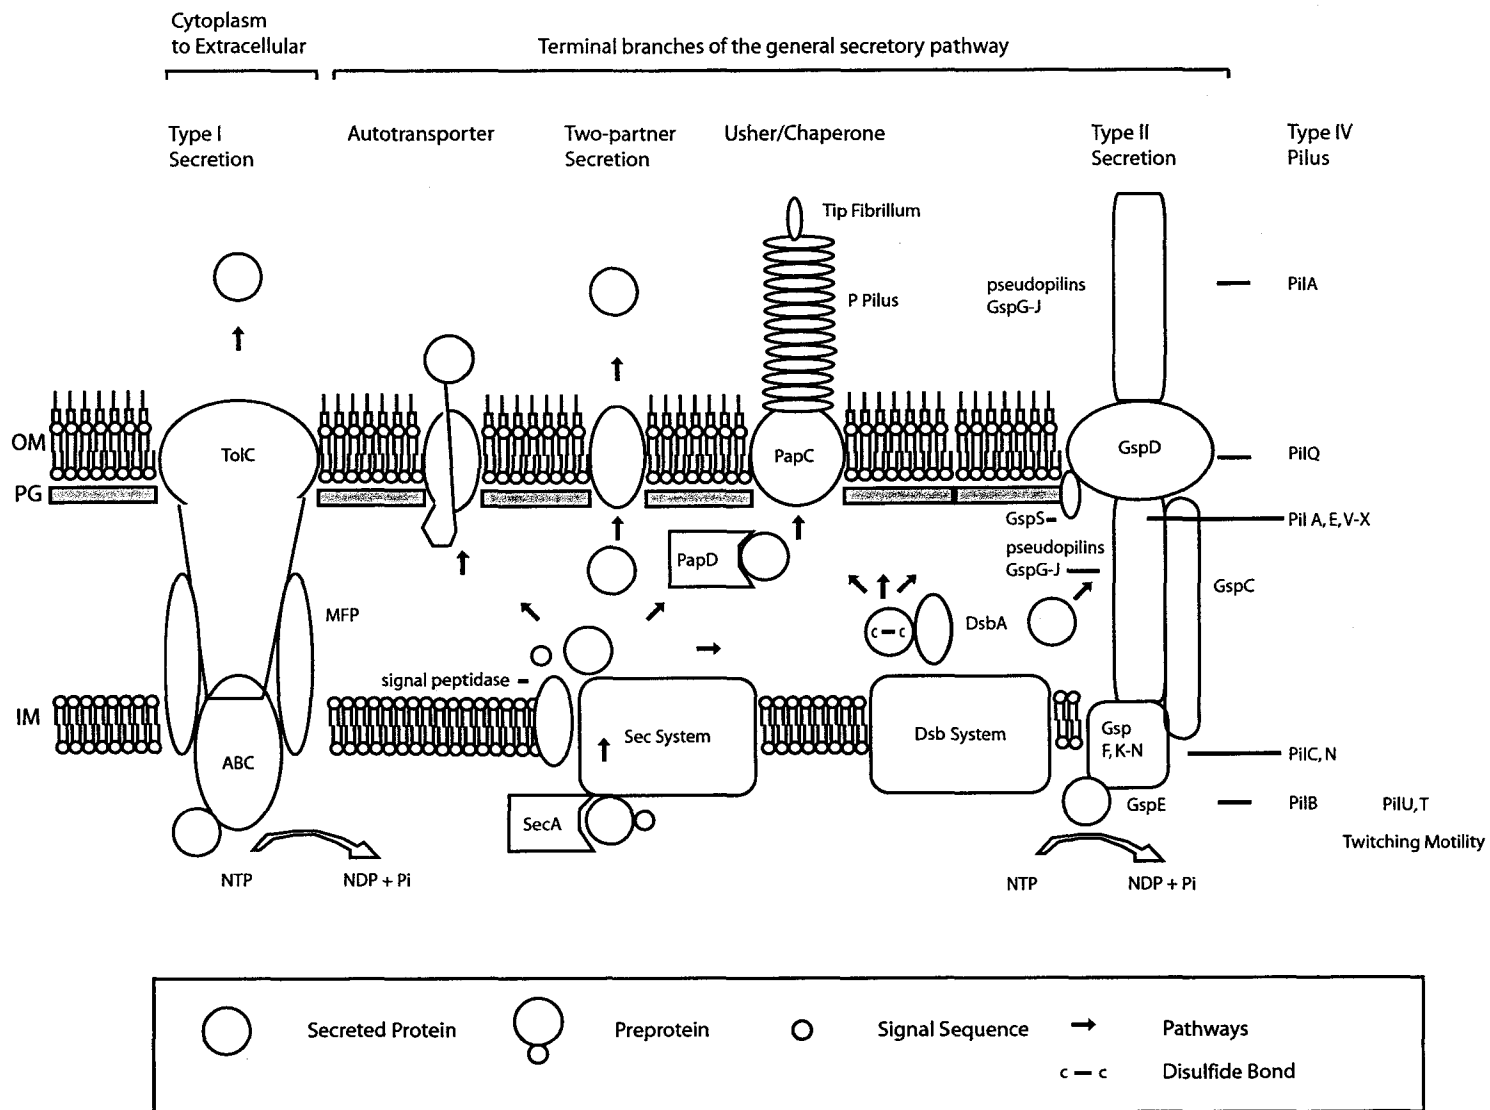 Cytoplasm
to Extracellular
Terminal branches of the general secretory pathway
Type I
Secretion
Autotransporter
Two-partner
Secretion
Usher/Chaperone
Type II
Secretion
Type IV
Pilus
Tip Fibrillum
P Pilus
pseudopilins
GspG-J
PilA
OM
TolC
PapC
GspD
PilQ
PG
GspS
Pil A, E, V-X
PapD
pseudopilins
GspG-J
GspC
MFP
c – c
DsbA
signal peptidase
IM
Sec System
Dsb System
Gsp
F, K-N
ABC
PilC, N
SecA
GspE
PilB
PilU, T
Twitching Motility
NTP
NDP + Pi
NTP
NDP + Pi
Secreted Protein
Preprotein
Signal Sequence
Pathways
c – c
Disulfide Bond